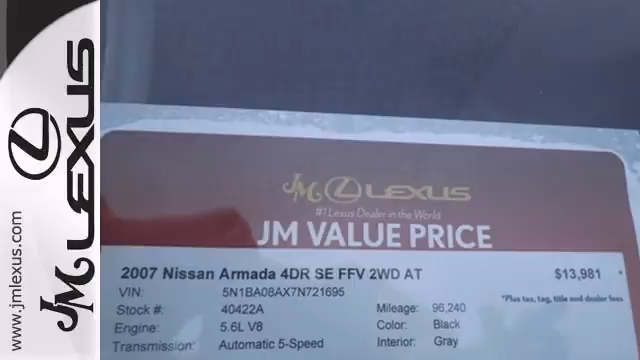 www.jmlexus.com
JM LEXUS
JM LEXUS
#1 Lexus Dealer in the World
JM VALUE PRICE
2007 Nissan Armada 4DR SE FFV 2WD AT $13,981 *
VIN: 5N1BA08AX7N721695 *Plus tax, tag, title and dealer fees
Stock #: 40422A Mileage: 96,240
Engine: 5.6L V8 Color: Black
Transmission: Automatic 5-Speed Interior: Gray